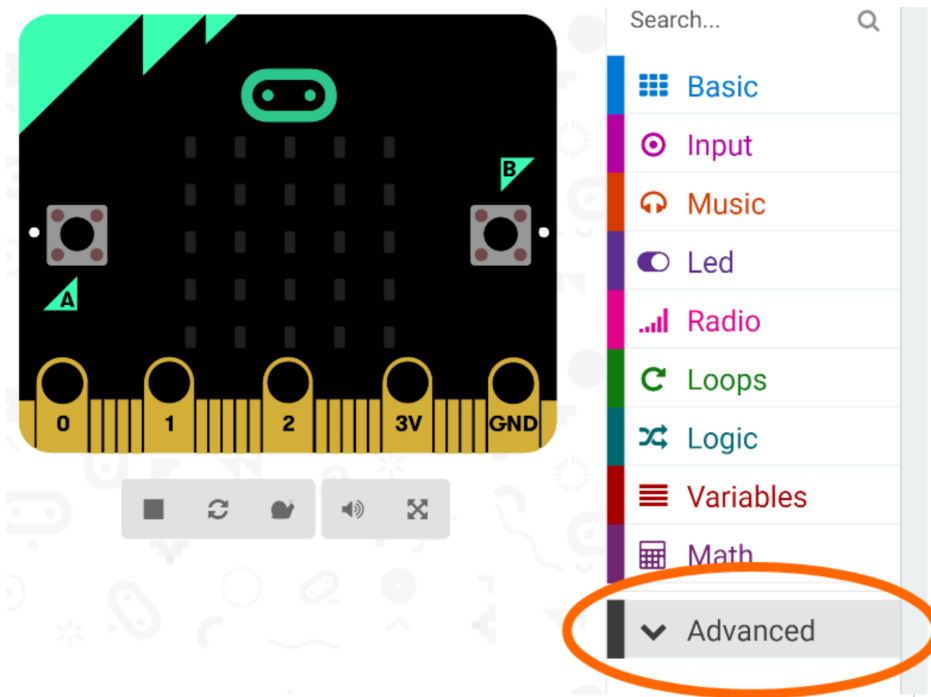 B
A
0 1 2 3V GND
Search...
Basic
Input
Music
Led
Radio
Loops
Logic
Variables
Math
Advanced